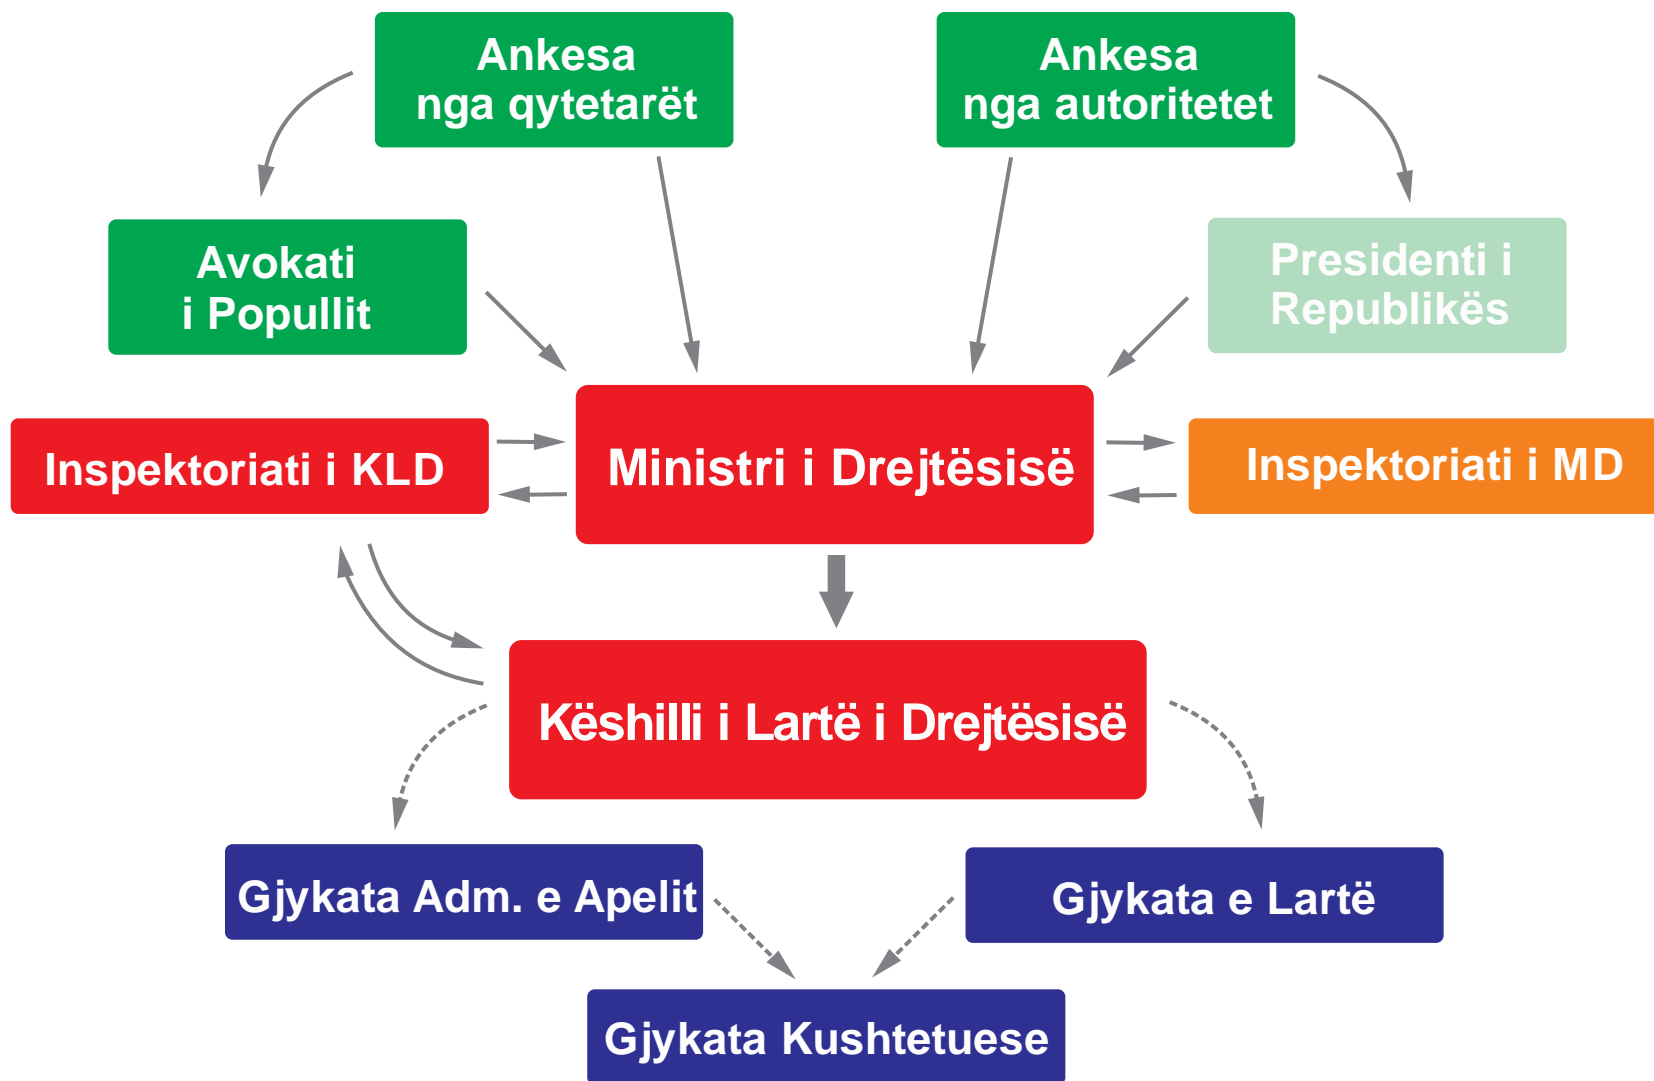 Ankesa
nga qytetarët
Ankesa
nga autoritetet
Avokati
i Popullit
Presidenti i
Republikës
Inspektoriati i KLD
Ministri i Drejtësisë
Inspektoriati i MD
Këshilli i Lartë i Drejtësisë
Gjykata Adm. e Apelit
Gjykata e Lartë
Gjykata Kushtetuese